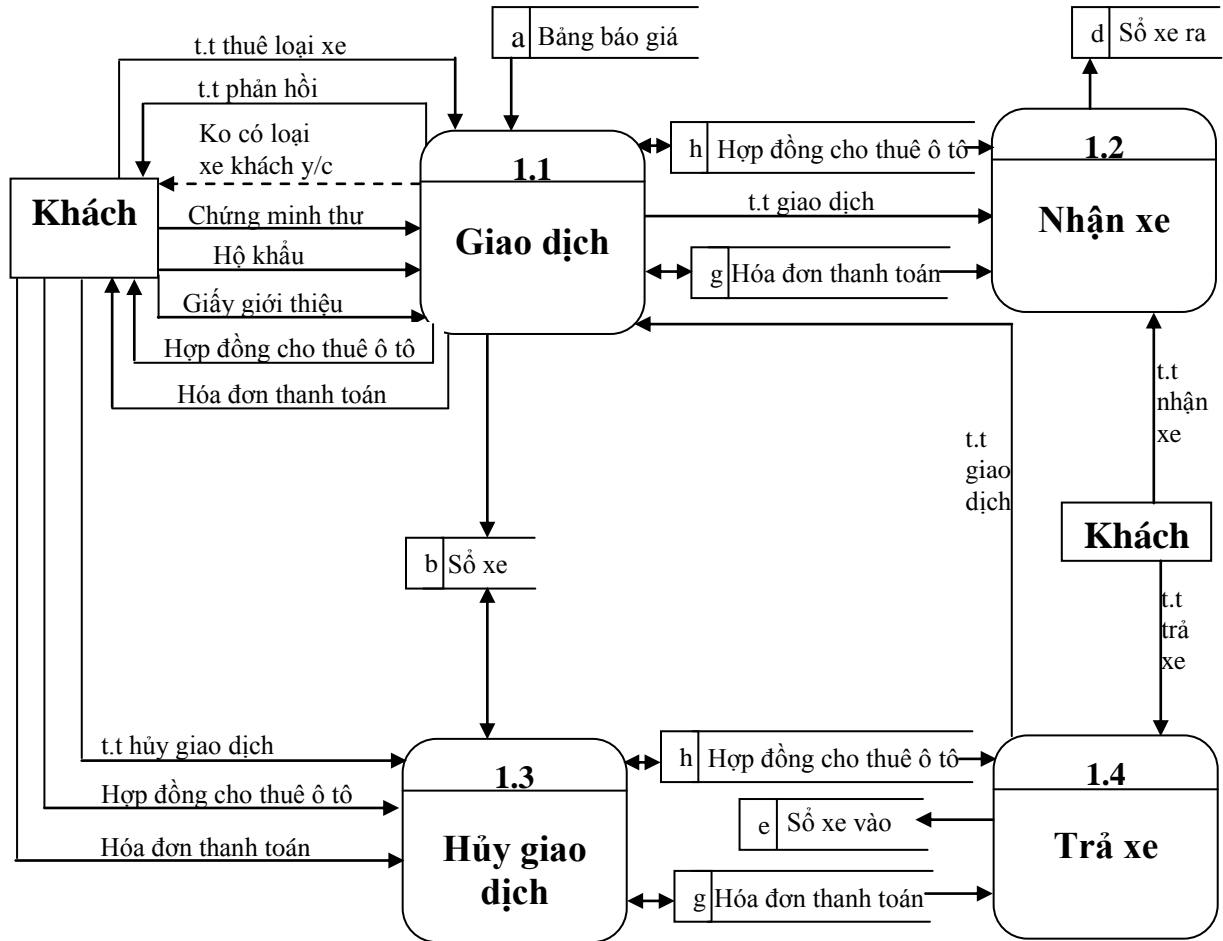 t.t thuê loại xe
a Bảng báo giá
d Sổ xe ra
t.t phản hồi
Ko có loại
xe khách y/c
h Hợp đồng cho thuê ô tô
1.1
1.2
Khách
Chứng minh thư
t.t giao dịch
Nhận xe
Giao dịch
Hộ khẩu
g Hóa đơn thanh toán
Giấy giới thiệu
Hợp đồng cho thuê ô tô
Hóa đơn thanh toán
t.t
nhận
xe
t.t
giao
dịch
Khách
b Sổ xe
t.t
trả
xe
t.t hủy giao dịch
h Hợp đồng cho thuê ô tô
1.3
1.4
Hợp đồng cho thuê ô tô
e Sổ xe vào
Hóa đơn thanh toán
Hủy giao
dịch
Trả xe
g Hóa đơn thanh toán